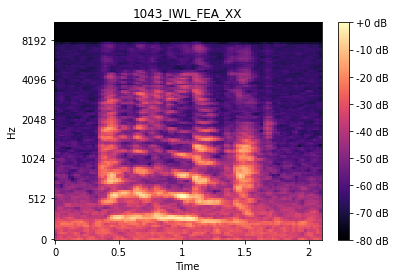 1043_IWL_FEA_XX
+0 dB
8192
-10 dB
4096
-20 dB
-30 dB
2048
Hz
-40 dB
1024
-50 dB
512
-60 dB
-70 dB
0
-80 dB
0 0.5 1 1.5 2
Time